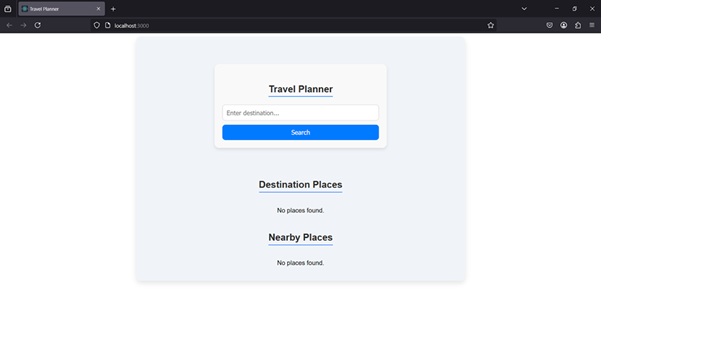 Travel Planner
localhost:3000
Travel Planner
Enter destination...
Search
Destination Places
No places found.
Nearby Places
No places found.